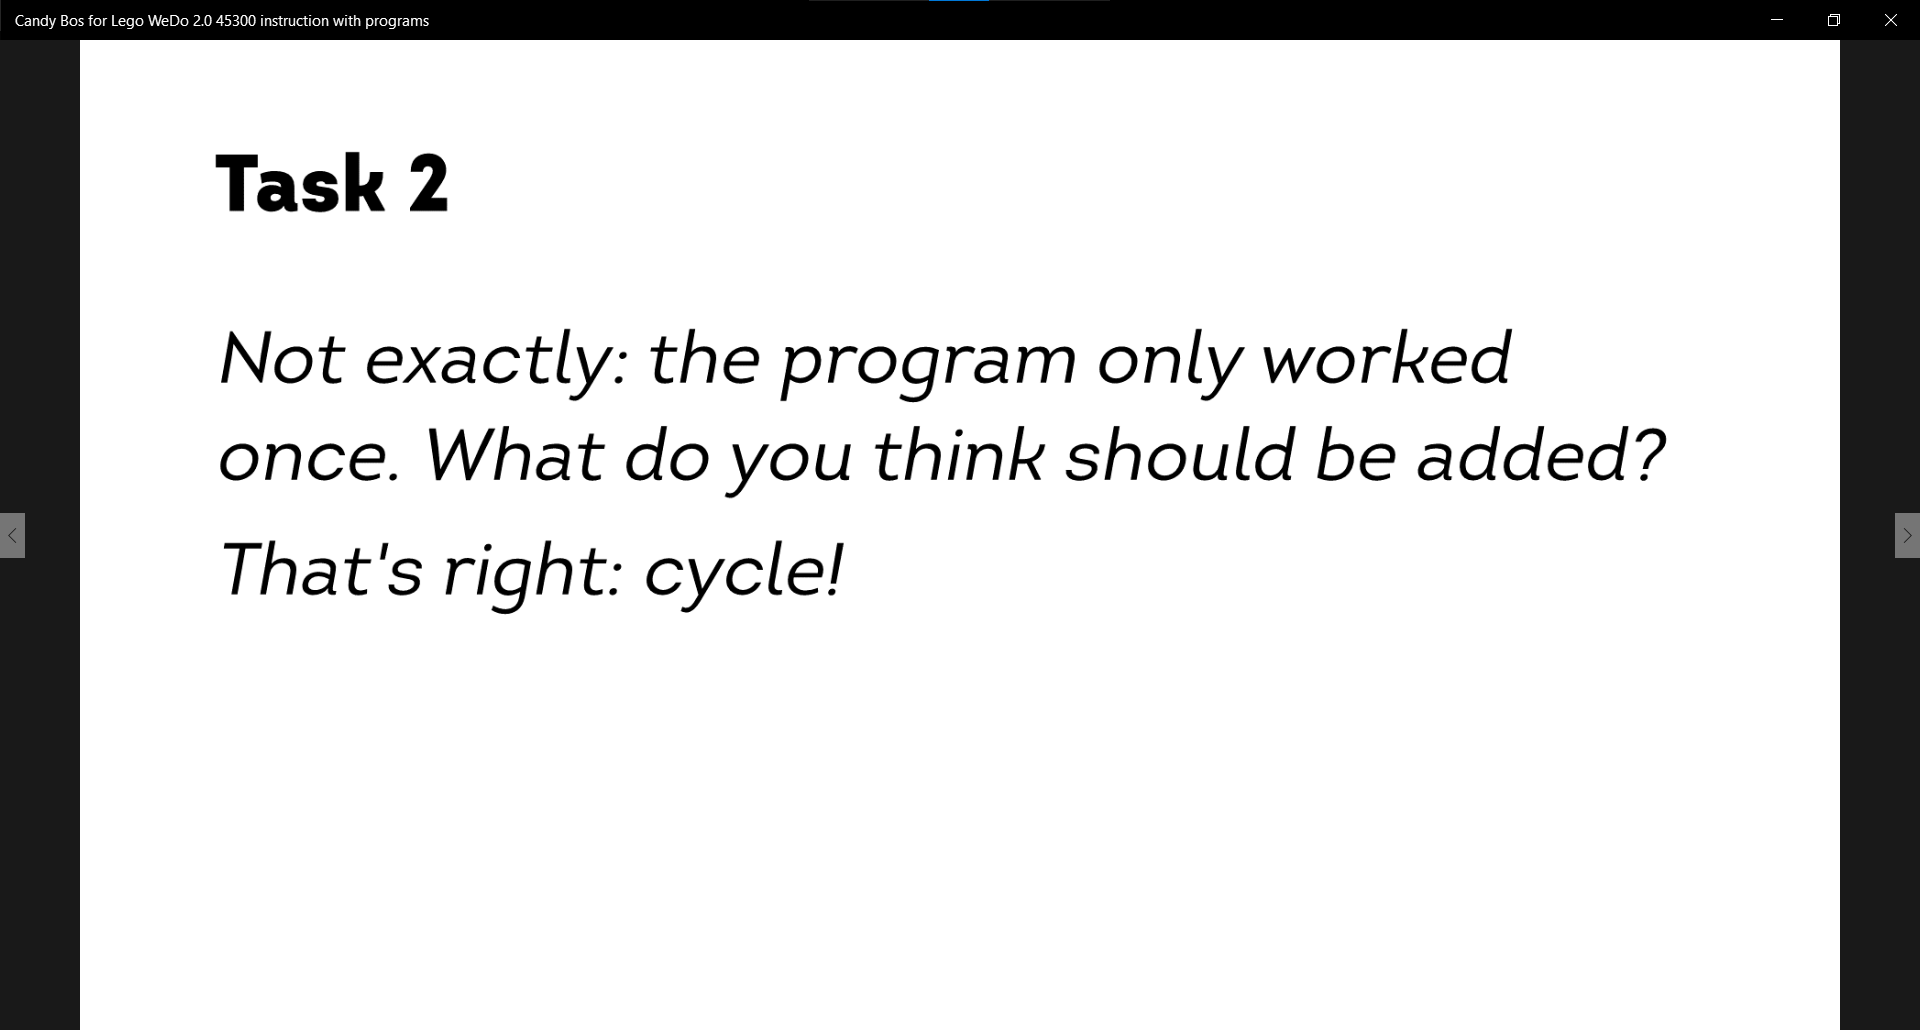 Candy Bos for Lego WeDo 2.0 45300 instruction with programs
Task 2
Not exactly: the program only worked
once. What do you think should be added?
That's right: cycle!